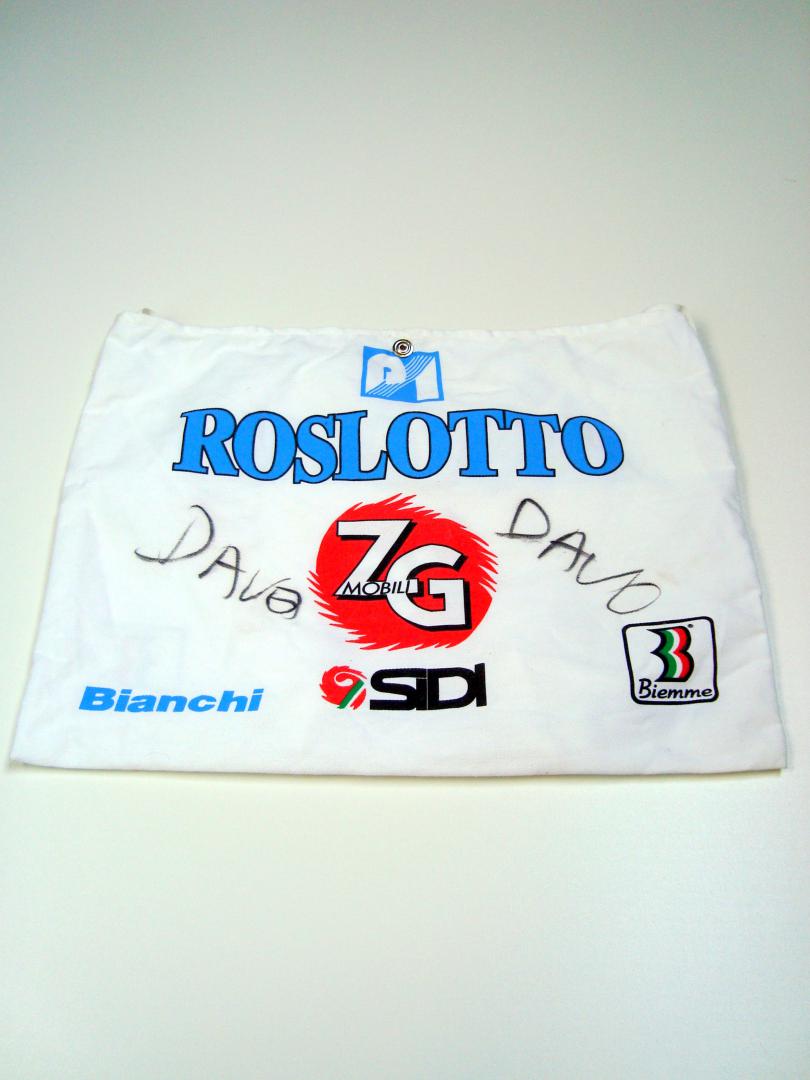 ROSLOTTO
DAVO DAVO
ZG
MOBILI
SIDI
Bianchi
Biemme